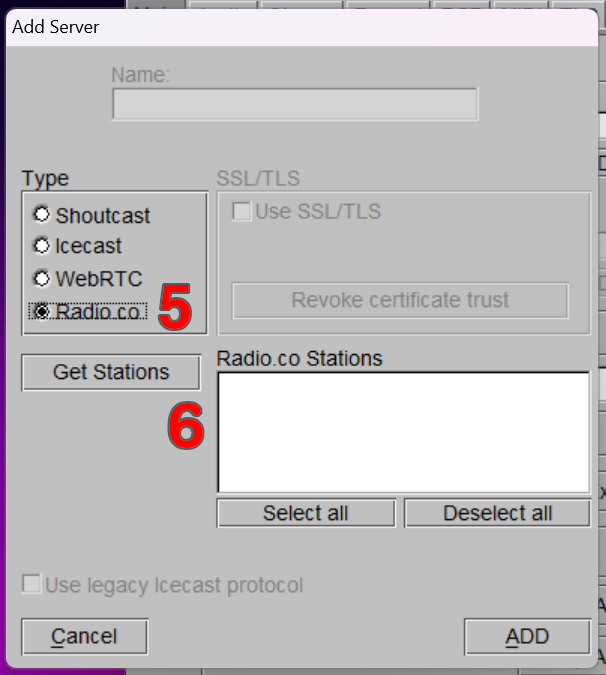 Add Server
Name:
Type
SSL/TLS
Shoutcast
Use SSL/TLS
Icecast
WebRTC
Radio.co
5
Revoke certificate trust
Get Stations
Radio.co Stations
6
Select all
Deselect all
Use legacy Icecast protocol
Cancel
ADD